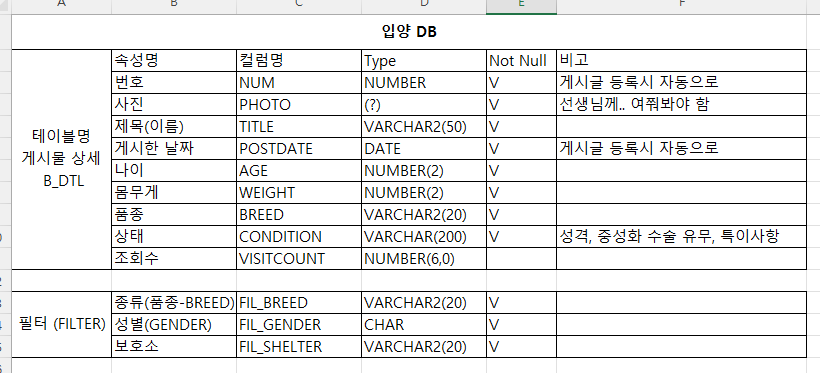 A B C D E F
입양 DB
속성명 컬럼명 Type Not Null 비고
번호 NUM NUMBER V 게시글 등록시 자동으로
사진 PHOTO (?) V 선생님께.. 여쭤봐야 함
제목(이름) TITLE VARCHAR2(50) V
테이블명
게시물 상세
B_DTL
게시한 날짜 POSTDATE DATE V 게시글 등록시 자동으로
나이 AGE NUMBER(2) V
몸무게 WEIGHT NUMBER(2) V
품종 BREED VARCHAR2(20) V
상태 CONDITION VARCHAR(200) V 성격, 중성화 수술 유무, 특이사항
조회수 VISITCOUNT NUMBER(6,0)
종류(품종-BREED) FIL_BREED VARCHAR2(20) V
필터 (FILTER) 성별(GENDER) FIL_GENDER CHAR V
보호소 FIL_SHELTER VARCHAR2(20) V